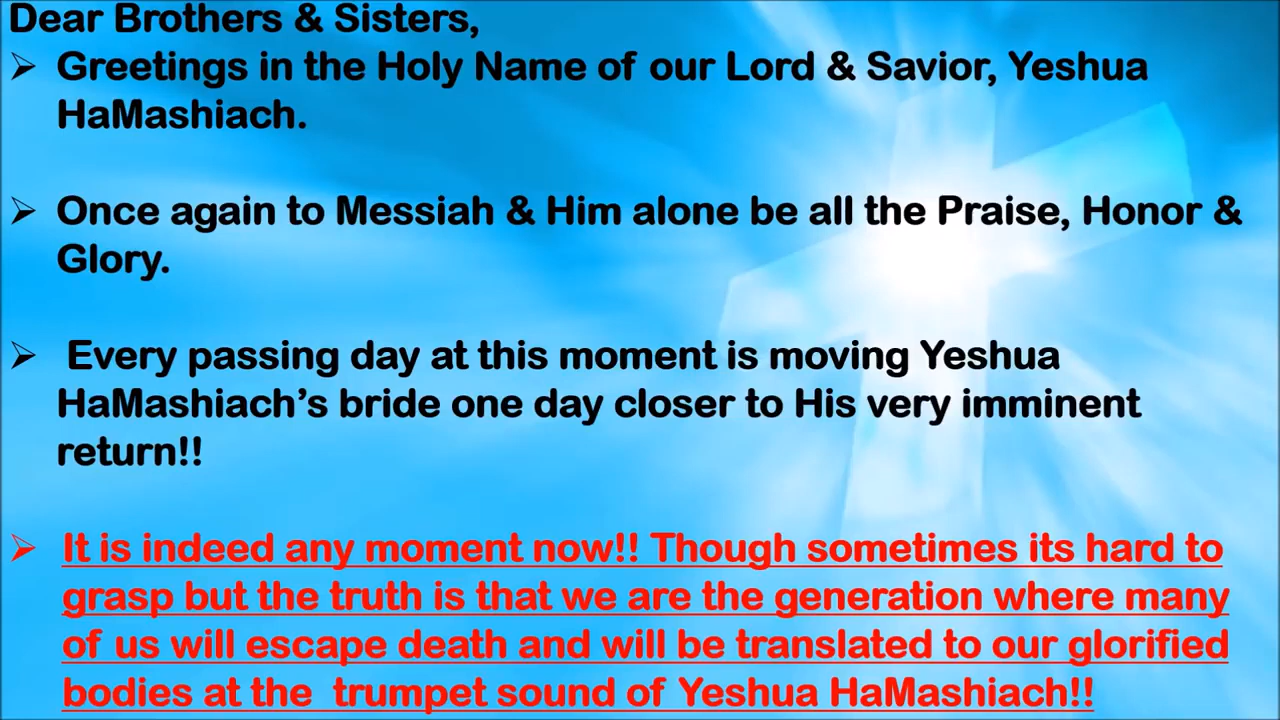 Dear Brothers & Sisters,
➢ Greetings in the Holy Name of our Lord & Savior, Yeshua
HaMashiach.
➢ Once again to Messiah & Him alone be all the Praise, Honor &
Glory.
➢ Every passing day at this moment is moving Yeshua
HaMashiach’s bride one day closer to His very imminent
return!!
➢ It is indeed any moment now!! Though sometimes its hard to
grasp but the truth is that we are the generation where many
of us will escape death and will be translated to our glorified
bodies at the trumpet sound of Yeshua HaMashiach!!